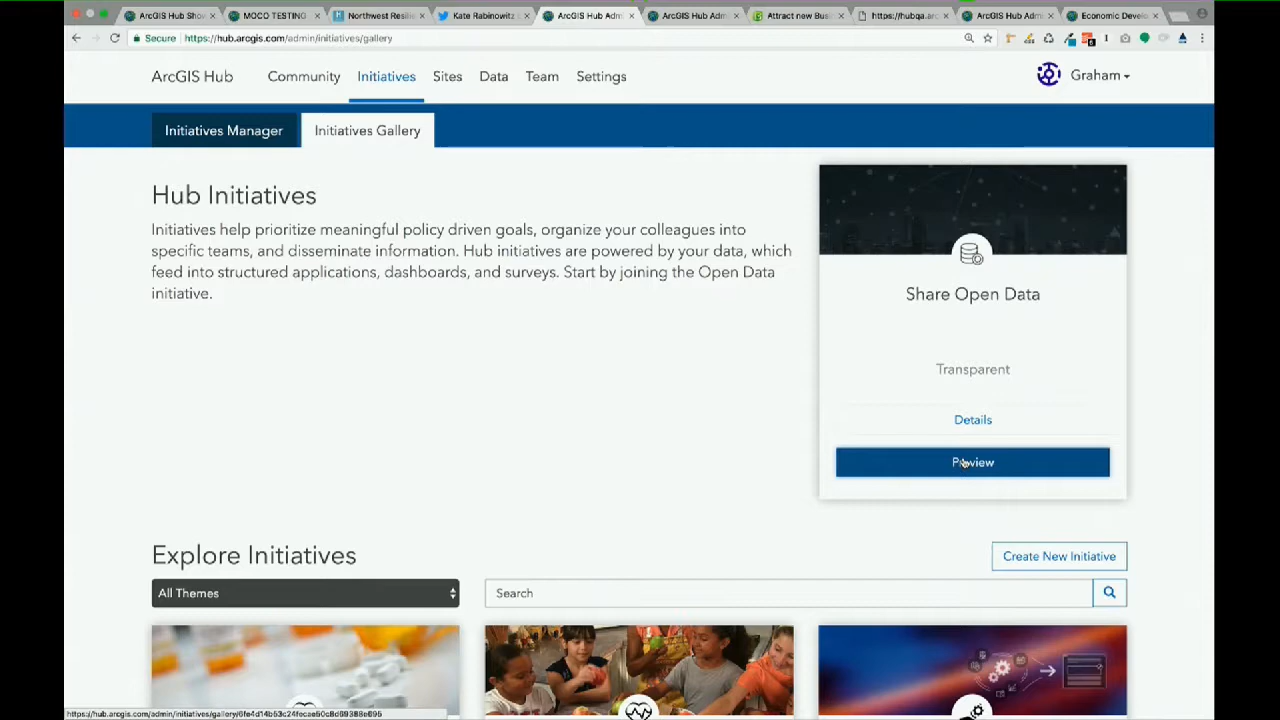 ArcGIS Hub Show
MOCO TESTING
Northwest Resilie
Kate Rabinowitz
ArcGIS Hub Adm
ArcGIS Hub Adm
Attract new Busi
https://hubqa.arc
ArcGIS Hub Adm
Economic Develo
Secure https://hub.arcgis.com/admin/initiatives/gallery
ArcGIS Hub Community Initiatives Sites Data Team Settings Graham
Initiatives Manager Initiatives Gallery
Hub Initiatives
Initiatives help prioritize meaningful policy driven goals, organize your colleagues into
specific teams, and disseminate information. Hub initiatives are powered by your data, which
feed into structured applications, dashboards, and surveys. Start by joining the Open Data
initiative.
Share Open Data
Transparent
Details
Preview
Explore Initiatives
Create New Initiative
All Themes
Search